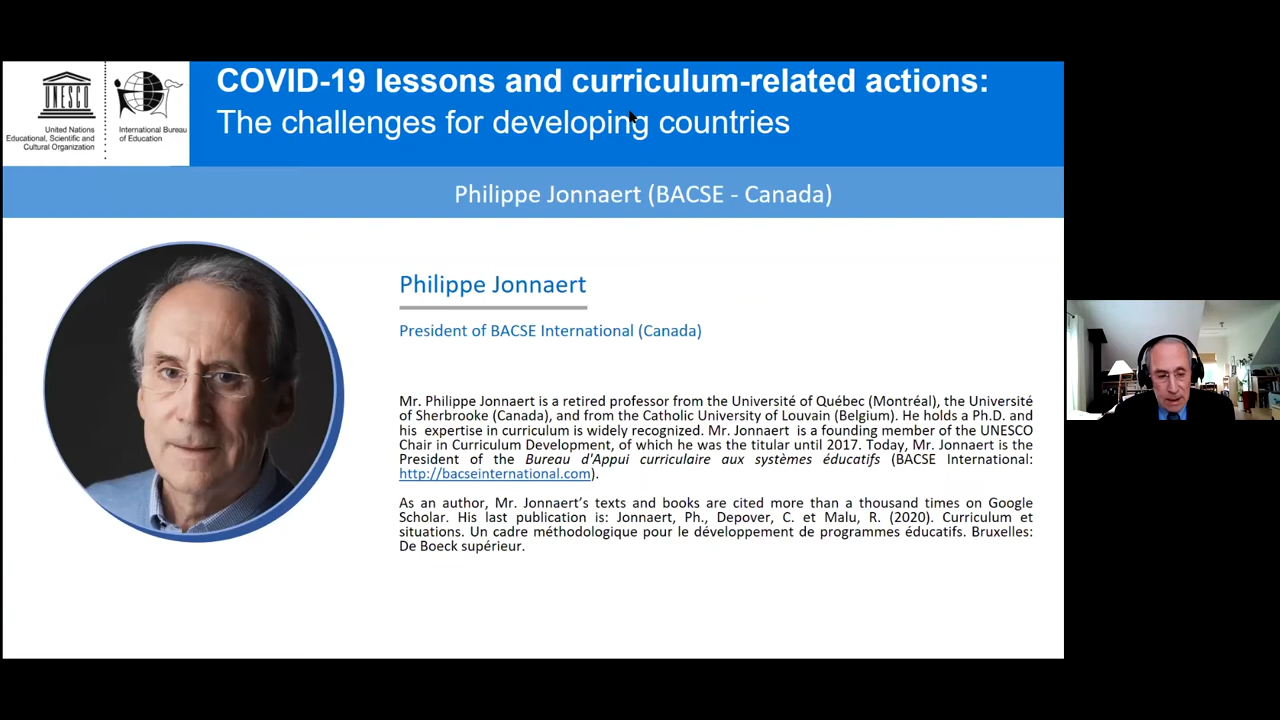 COVID-19 lessons and curriculum-related actions:
The challenges for developing countries
UNESCO
United Nations
Educational, Scientific and
Cultural Organization
International Bureau
of Education
Philippe Jonnaert (BACSE - Canada)
Philippe Jonnaert
President of BACSE International (Canada)
Mr. Philippe Jonnaert is a retired professor from the Université of Québec (Montréal), the Université
of Sherbrooke (Canada), and from the Catholic University of Louvain (Belgium). He holds a Ph.D. and
his expertise in curriculum is widely recognized. Mr. Jonnaert is a founding member of the UNESCO
Chair in Curriculum Development, of which he was the titular until 2017. Today, Mr. Jonnaert is the
President of the Bureau d'Appui curriculaire aux systèmes éducatifs (BACSE International:
http://bacseinternational.com).
As an author, Mr. Jonnaert's texts and books are cited more than a thousand times on Google
Scholar. His last publication is: Jonnaert, Ph., Depover, C. et Malu, R. (2020). Curriculum et
situations. Un cadre méthodologique pour le développement de programmes éducatifs. Bruxelles:
De Boeck supérieur.